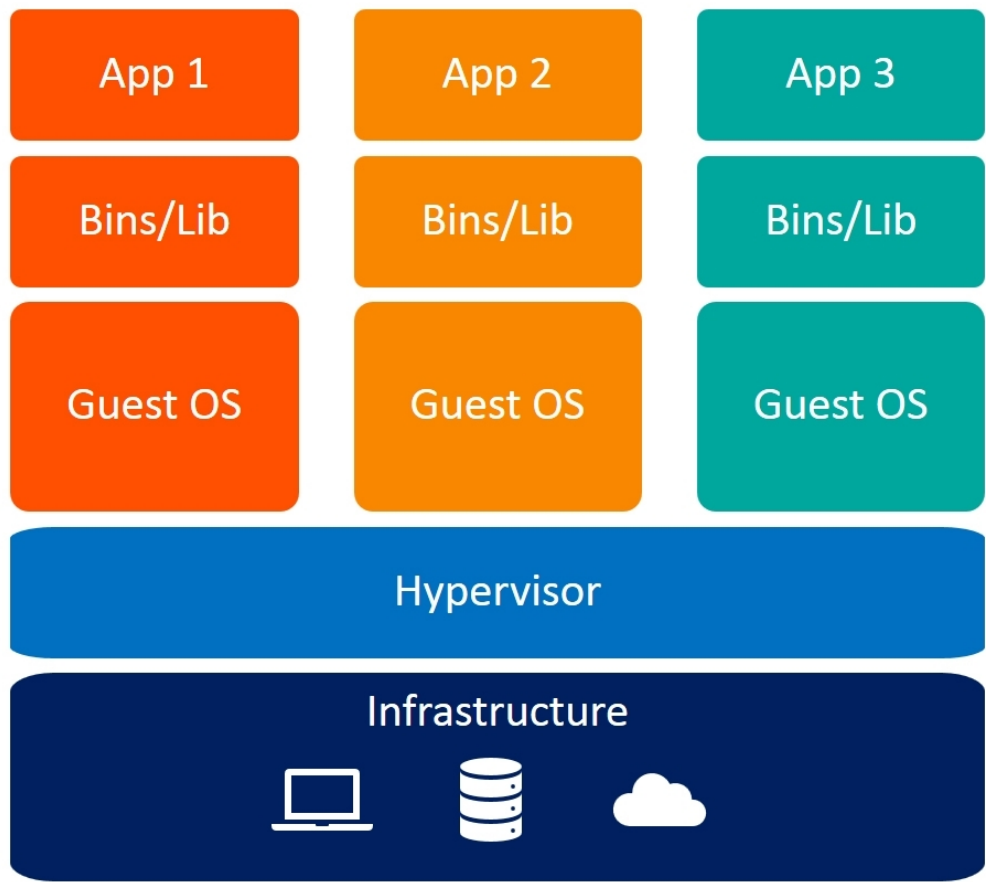 App 1
App 2
App 3
Bins/Lib
Bins/Lib
Bins/Lib
Guest OS
Guest OS
Guest OS
Hypervisor
Infrastructure